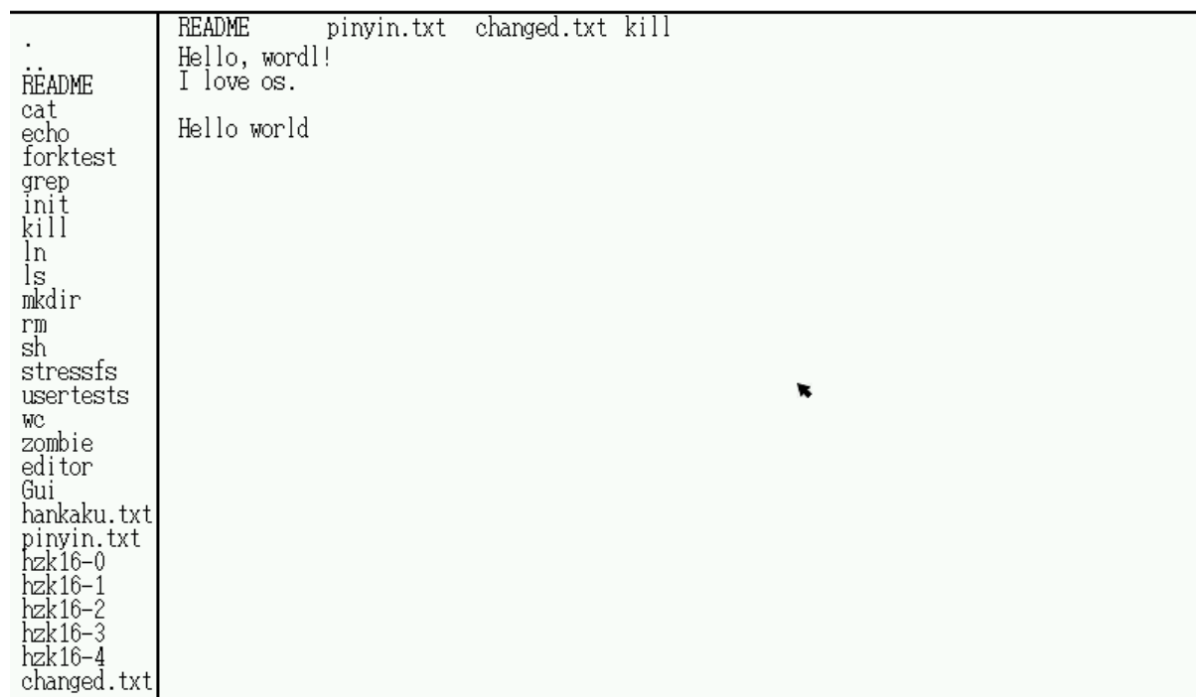 .
..
README
cat
echo
forktest
grep
init
kill
ln
ls
mkdir
rm
sh
stressfs
usertests
wc
zombie
editor
Gui
hankaku.txt
pinyin.txt
hzk16-0
hzk16-1
hzk16-2
hzk16-3
hzk16-4
changed.txt
README pinyin.txt changed.txt kill
Hello, wordl!
I love os.
Hello world